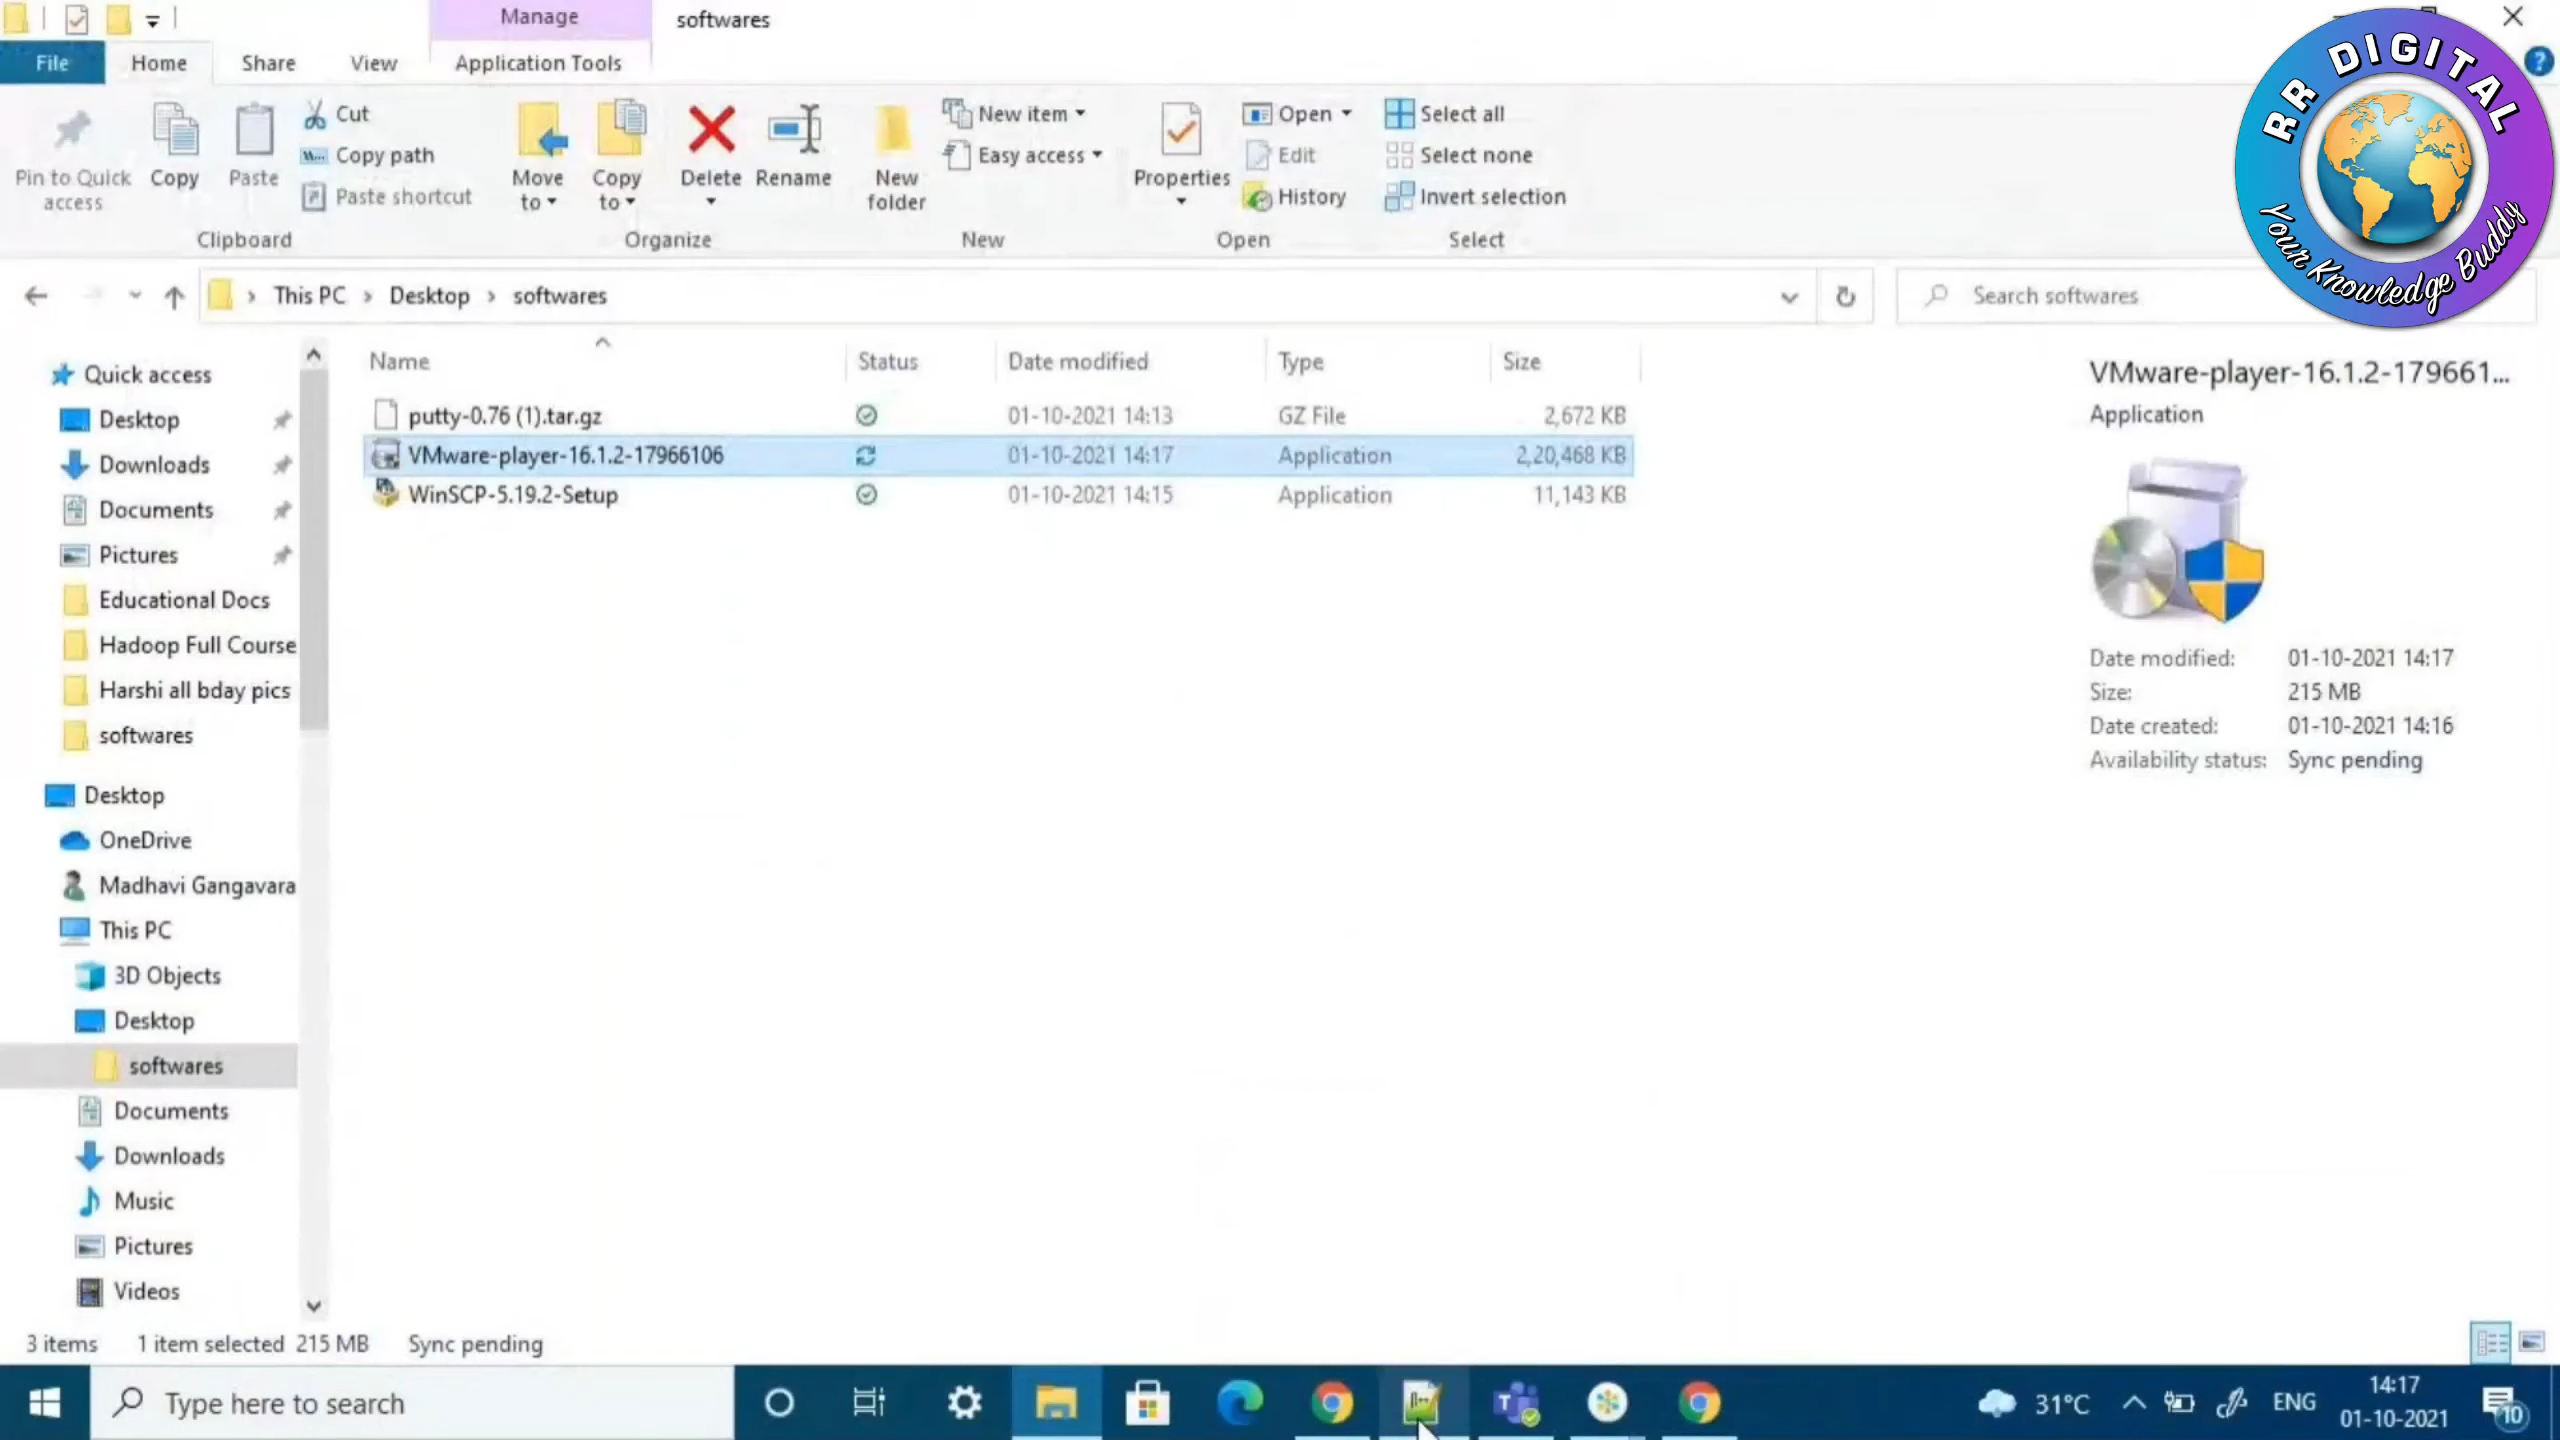 Manage
softwares
File
Home
Share
View
Application Tools
Pin to Quick access
Copy
Paste
Cut
Copy path
Paste shortcut
Move to
Copy to
Delete
Rename
New folder
New item
Easy access
Properties
Open
Edit
History
Select all
Select none
Invert selection
Clipboard
Organize
New
Open
Select
RR DIGITAL
Your Knowledge Buddy
This PC
Desktop
softwares
Search softwares
Name
Status
Date modified
Type
Size
putty-0.76 (1).tar.gz
01-10-2021 14:13
GZ File
2,672 KB
VMware-player-16.1.2-17966106
01-10-2021 14:17
Application
2,20,468 KB
WinSCP-5.19.2-Setup
01-10-2021 14:15
Application
11,143 KB
Quick access
Desktop
Downloads
Documents
Pictures
Educational Docs
Hadoop Full Course
Harshi all bday pics
softwares
Desktop
OneDrive
Madhavi Gangavara
This PC
3D Objects
Desktop
softwares
Documents
Downloads
Music
Pictures
Videos
VMware-player-16.1.2-179661...
Application
Date modified: 01-10-2021 14:17
Size: 215 MB
Date created: 01-10-2021 14:16
Availability status: Sync pending
3 items 1 item selected 215 MB Sync pending
Type here to search
31°C
ENG
14:17
01-10-2021
10